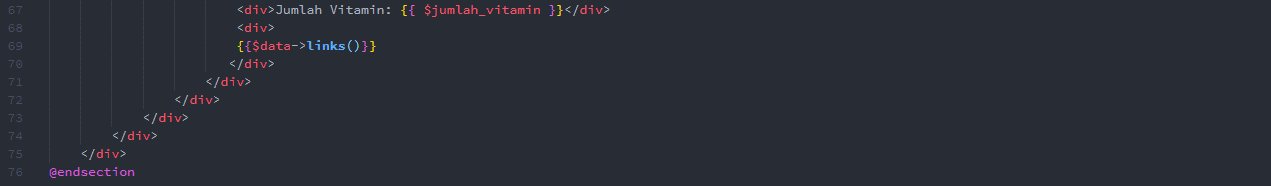 67 <div>Jumlah Vitamin: {{ $jumlah_vitamin }}</div>
68 <div>
69 {{$data->links()}}
70 </div>
71 </div>
72 </div>
73 </div>
74 </div>
75 </div>
76 @endsection